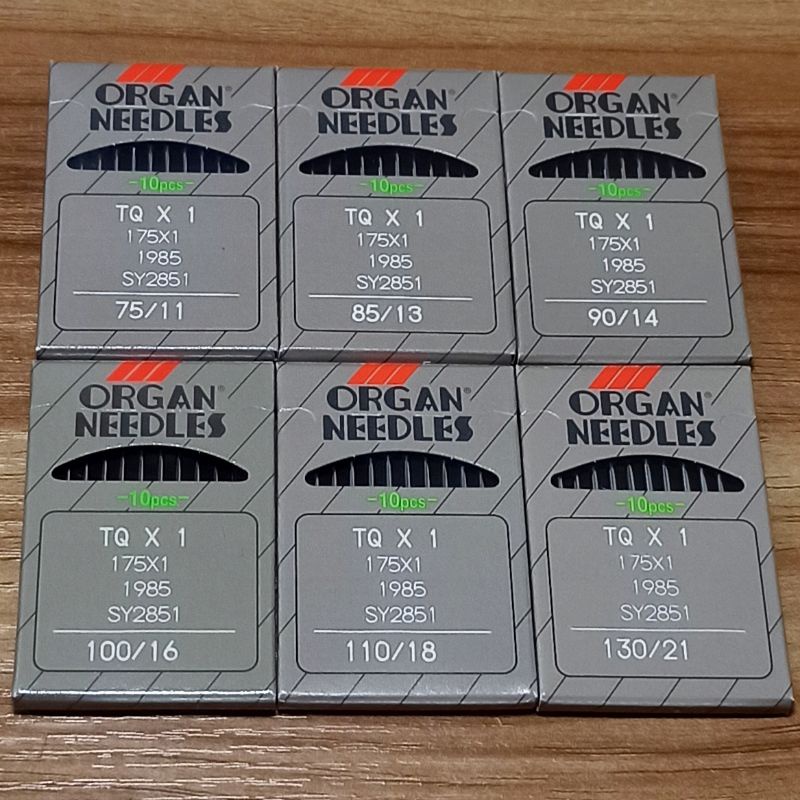 ORGAN®
NEEDLES
-10pcs-
TQ X 1
175X1
1985
SY2851
75/11
ORGAN®
NEEDLES
-10pcs-
TQ X 1
175X1
1985
SY2851
85/13
ORGAN®
NEEDLES
-10pcs-
TQ X 1
175X1
1985
SY2851
90/14
ORGAN®
NEEDLES
-10pcs-
TQ X 1
175X1
1985
SY2851
100/16
ORGAN®
NEEDLES
-10pcs-
TQ X 1
175X1
1985
SY2851
110/18
ORGAN®
NEEDLES
-10pcs-
TQ X 1
175X1
1985
SY2851
130/21